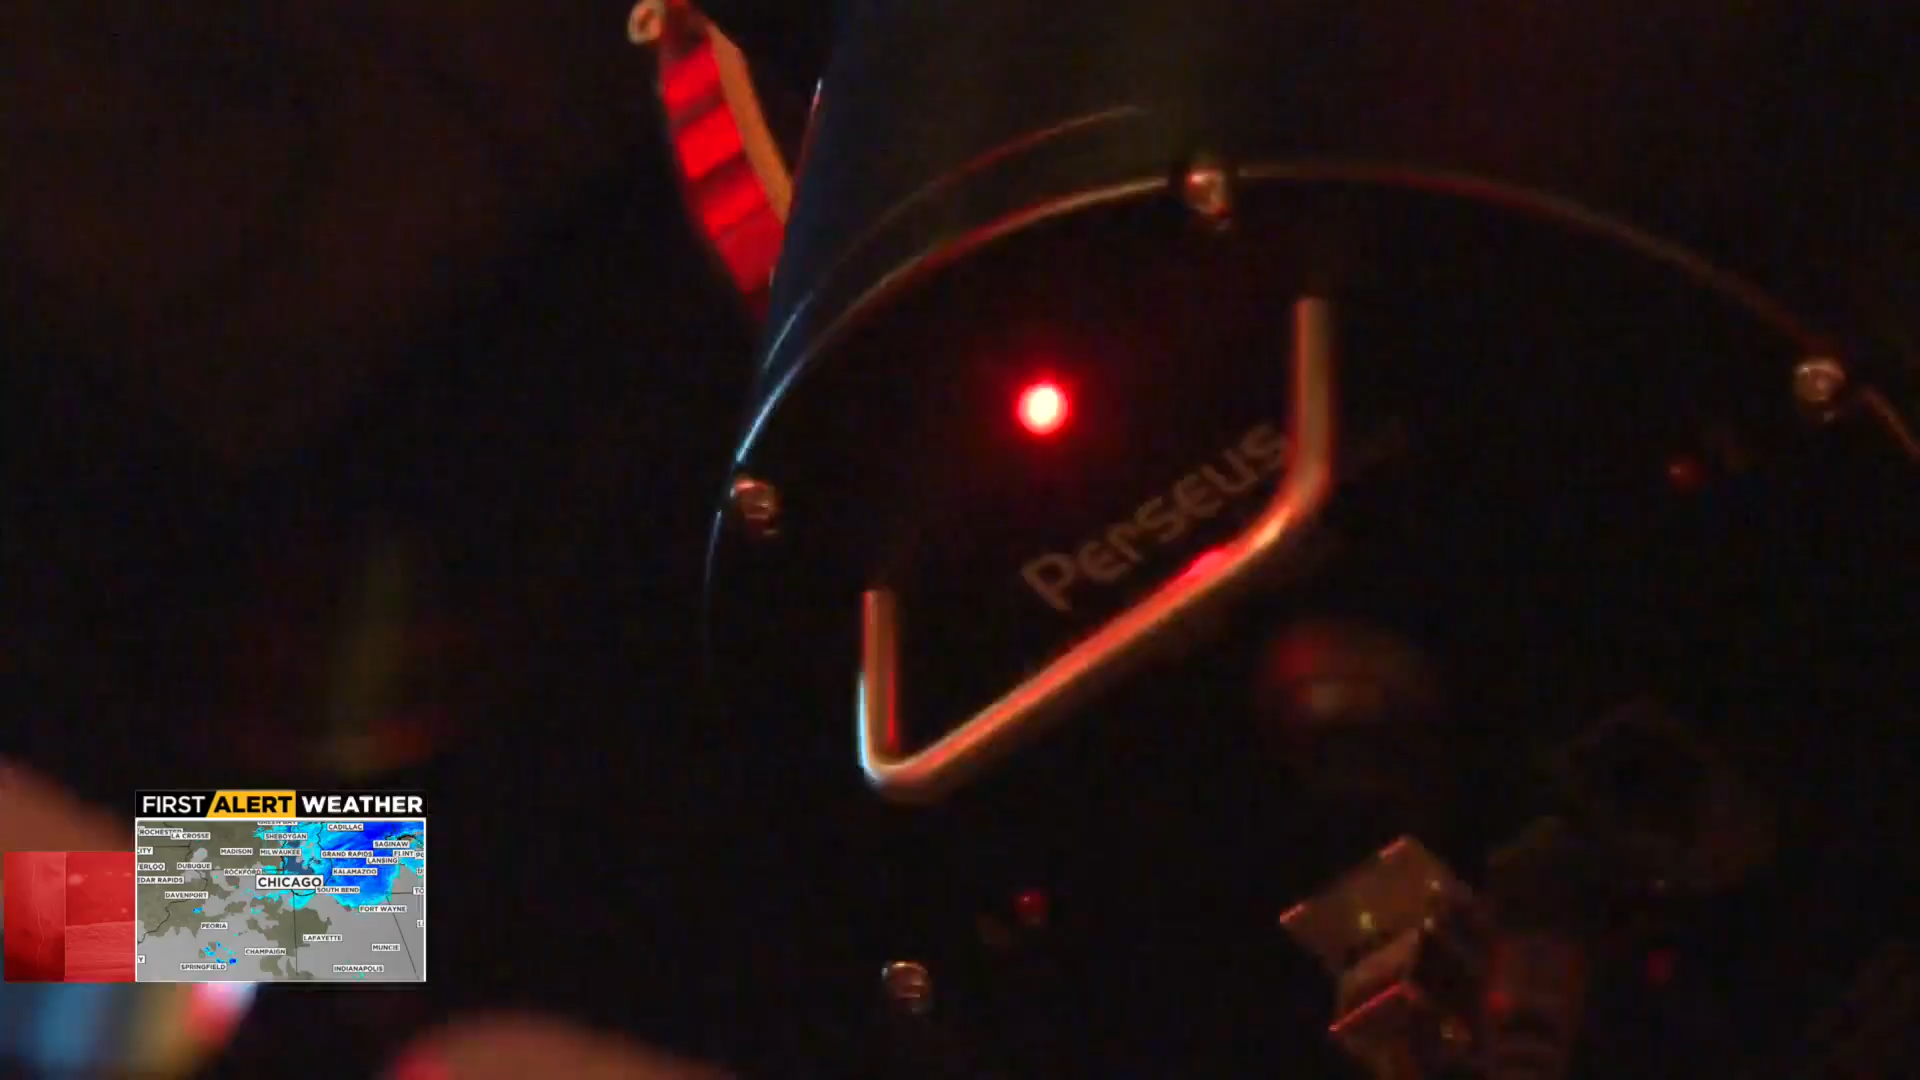 Perseus
FIRST ALERT WEATHER
CADILLAC
ROCHESTER
LA CROSSE
SHEBOYGAN
SAGINAW
MADISON
MILWAUKEE
GRAND RAPIDS
FLINT
LANSING
DUBUQUE
ROCKFORD
KALAMAZOO
CHICAGO
SOUTH BEND
DAVENPORT
FORT WAYNE
PEORIA
LAFAYETTE
MUNCIE
CHAMPAIGN
SPRINGFIELD
INDIANAPOLIS